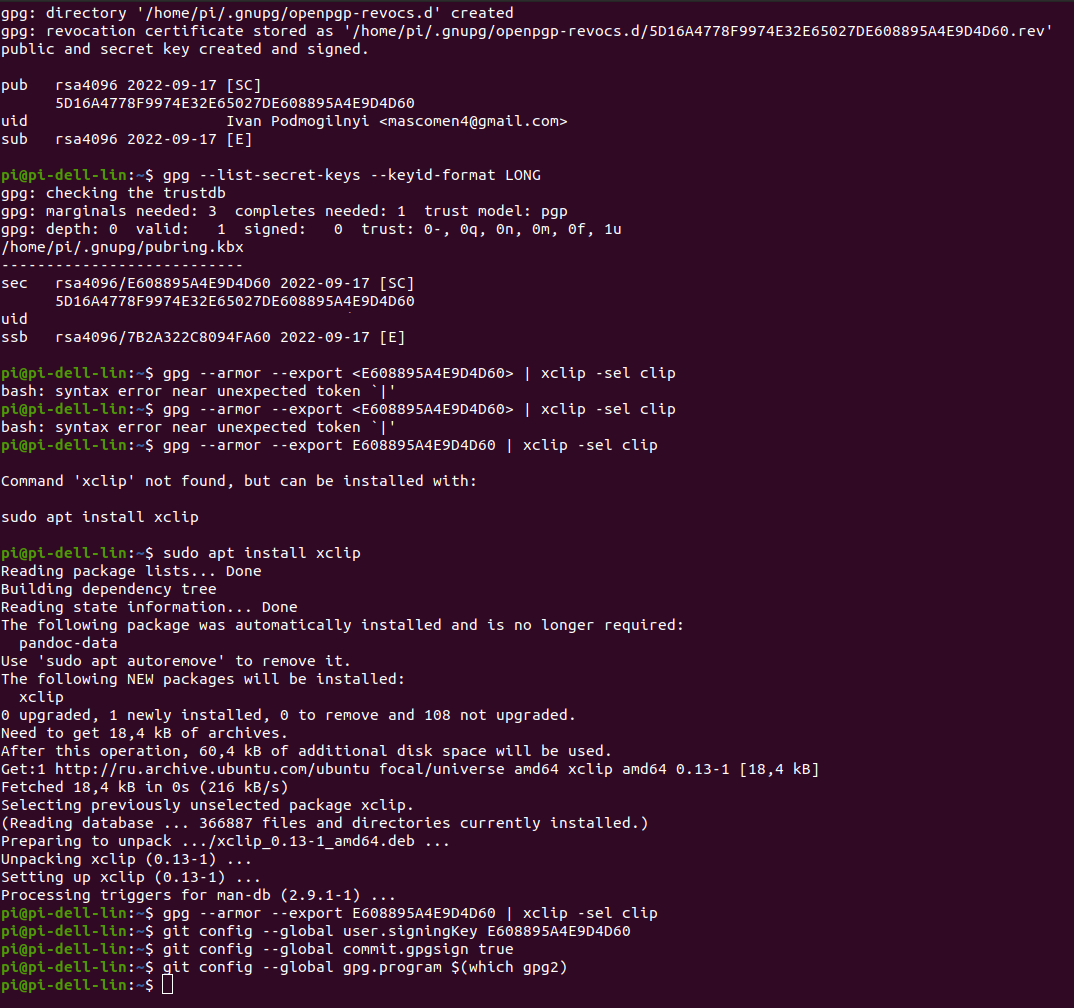 gpg: directory '/home/pi/.gnupg/openpgp-revocs.d' created
gpg: revocation certificate stored as '/home/pi/.gnupg/openpgp-revocs.d/5D16A4778F9974E32E65027DE608895A4E9D4D60.rev'
public and secret key created and signed.
pub   rsa4096 2022-09-17 [SC]
      5D16A4778F9974E32E65027DE608895A4E9D4D60
uid                      Ivan Podmogilnyi <mascomen4@gmail.com>
sub   rsa4096 2022-09-17 [E]
pi@pi-dell-lin:~$ gpg --list-secret-keys --keyid-format LONG
gpg: checking the trustdb
gpg: marginals needed: 3  completes needed: 1  trust model: pgp
gpg: depth: 0  valid:   1  signed:   0  trust: 0-, 0q, 0n, 0m, 0f, 1u
/home/pi/.gnupg/pubring.kbx
---------------------------
sec   rsa4096/E608895A4E9D4D60 2022-09-17 [SC]
      5D16A4778F9974E32E65027DE608895A4E9D4D60
uid
ssb   rsa4096/7B2A322C8094FA60 2022-09-17 [E]
pi@pi-dell-lin:~$ gpg --armor --export <E608895A4E9D4D60> | xclip -sel clip
bash: syntax error near unexpected token `|'
pi@pi-dell-lin:~$ gpg --armor --export <E608895A4E9D4D60> | xclip -sel clip
bash: syntax error near unexpected token `|'
pi@pi-dell-lin:~$ gpg --armor --export E608895A4E9D4D60 | xclip -sel clip
Command 'xclip' not found, but can be installed with:
sudo apt install xclip
pi@pi-dell-lin:~$ sudo apt install xclip
Reading package lists... Done
Building dependency tree
Reading state information... Done
The following package was automatically installed and is no longer required:
  pandoc-data
Use 'sudo apt autoremove' to remove it.
The following NEW packages will be installed:
  xclip
0 upgraded, 1 newly installed, 0 to remove and 108 not upgraded.
Need to get 18,4 kB of archives.
After this operation, 60,4 kB of additional disk space will be used.
Get:1 http://ru.archive.ubuntu.com/ubuntu focal/universe amd64 xclip amd64 0.13-1 [18,4 kB]
Fetched 18,4 kB in 0s (216 kB/s)
Selecting previously unselected package xclip.
(Reading database ... 366887 files and directories currently installed.)
Preparing to unpack .../xclip_0.13-1_amd64.deb ...
Unpacking xclip (0.13-1) ...
Setting up xclip (0.13-1) ...
Processing triggers for man-db (2.9.1-1) ...
pi@pi-dell-lin:~$ gpg --armor --export E608895A4E9D4D60 | xclip -sel clip
pi@pi-dell-lin:~$ git config --global user.signingKey E608895A4E9D4D60
pi@pi-dell-lin:~$ git config --global commit.gpgsign true
pi@pi-dell-lin:~$ git config --global gpg.program $(which gpg2)
pi@pi-dell-lin:~$